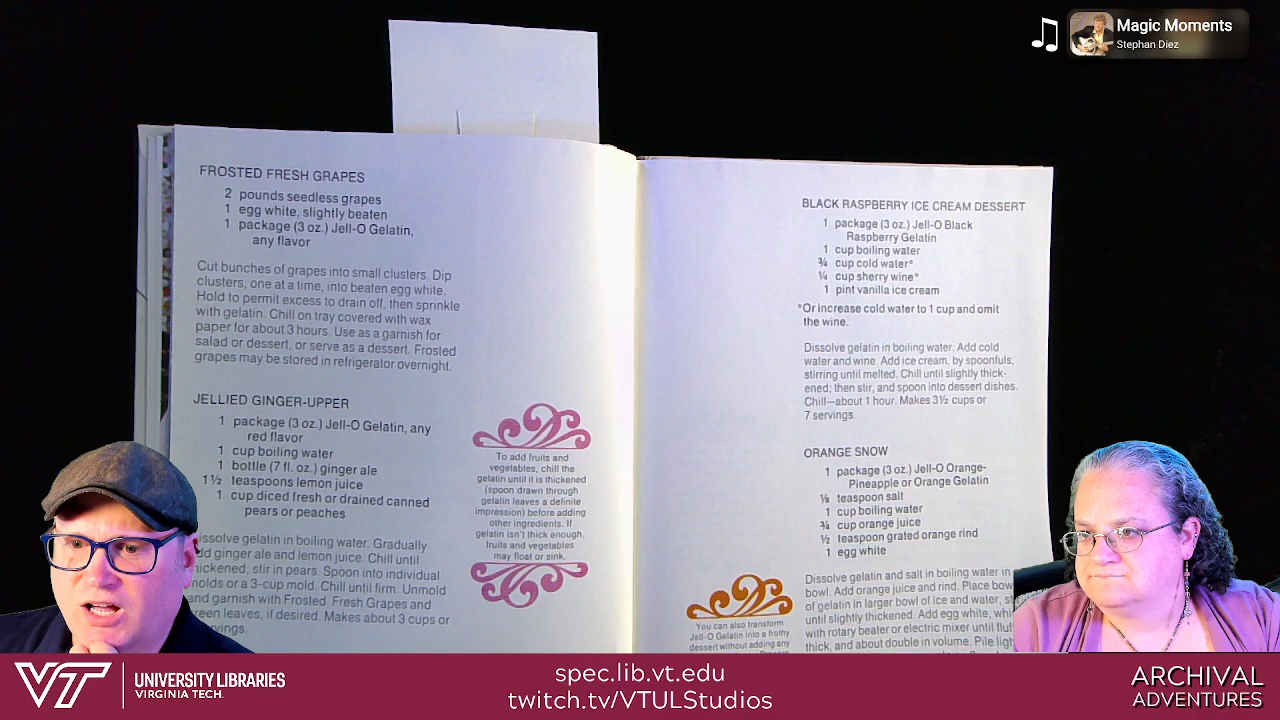 Magic Moments
Stephan Diez
FROSTED FRESH GRAPES
2 pounds seedless grapes
1 egg white, slightly beaten
1 package (3 oz.) Jell-O Gelatin,
any flavor
Cut bunches of grapes into small clusters. Dip
clusters, one at a time, into beaten egg white.
Hold to permit excess to drain off, then sprinkle
with gelatin. Chill on tray covered with wax
paper for about 3 hours. Use as a garnish for
salad or dessert, or serve as a dessert. Frosted
grapes may be stored in refrigerator overnight.
JELLIED GINGER-UPPER
1 package (3 oz.) Jell-O Gelatin, any
red flavor
1 cup boiling water
1 bottle (7 fl. oz.) ginger ale
1½ teaspoons lemon juice
1 cup diced fresh or drained canned
pears or peaches
issolve gelatin in boiling water. Gradually
d ginger ale and lemon juice. Chill until
hickened; stir in pears. Spoon into individual
nolds or a 3-cup mold. Chill until firm. Unmold
and garnish with Frosted Fresh Grapes and
reen leaves, if desired. Makes about 3 cups or
ervings.
To add fruits and
vegetables, chill the
gelatin until it is thickened
(spoon drawn through
gelatin leaves a definite
impression) before adding
other ingredients. If
gelatin isn't thick enough,
fruits and vegetables
may float or sink.
BLACK RASPBERRY ICE CREAM DESSERT
1 package (3 oz.) Jell-O Black
Raspberry Gelatin
1 cup boiling water
¾ cup cold water*
¼ cup sherry wine*
1 pint vanilla ice cream
*Or increase cold water to 1 cup and omit
the wine.
Dissolve gelatin in boiling water. Add cold
water and wine. Add ice cream, by spoonfuls,
stirring until melted. Chill until slightly thick-
ened; then stir, and spoon into dessert dishes.
Chill—about 1 hour. Makes 3½ cups or
7 servings.
ORANGE SNOW
1 package (3 oz.) Jell-O Orange-
Pineapple or Orange Gelatin
⅛ teaspoon salt
1 cup boiling water
¾ cup orange juice
½ teaspoon grated orange rind
1 egg white
Dissolve gelatin and salt in boiling water in
bowl. Add orange juice and rind. Place bow
of gelatin in larger bowl of ice and water, st
until slightly thickened. Add egg white, whi
with rotary beater or electric mixer until fluf
thick, and about double in volume. Pile ligh
You can also transform
Jell-O Gelatin into a frothy
dessert without adding any
VT
UNIVERSITY LIBRARIES
VIRGINIA TECH
spec.lib.vt.edu
twitch.tv/VTULStudios
ARCHIVAL
ADVENTURES